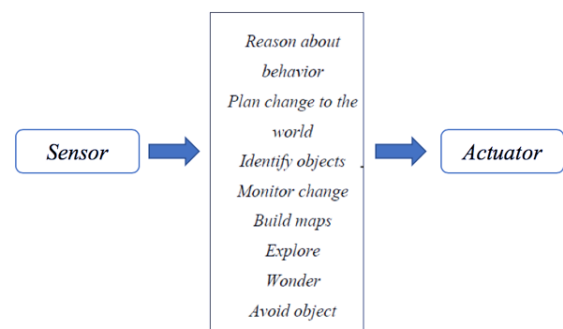 Sensor
Reason about
behavior
Plan change to the
world
Identify objects
Monitor change
Build maps
Explore
Wonder
Avoid object
Actuator